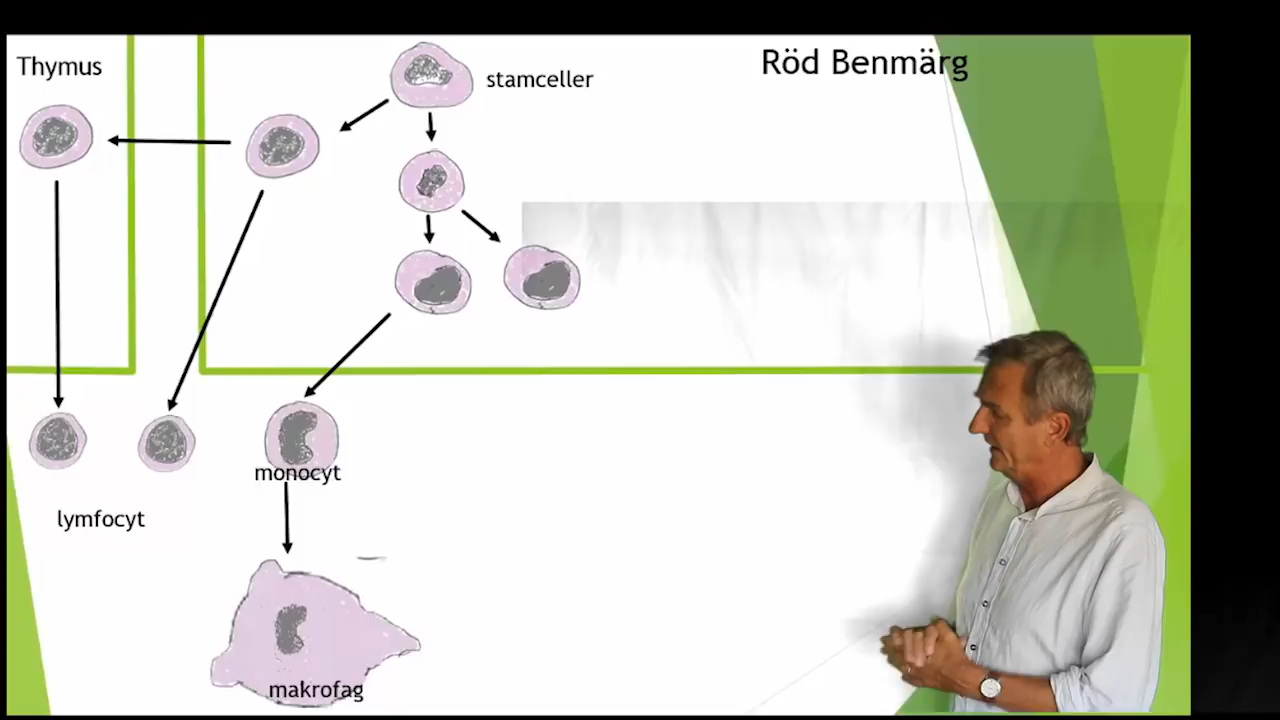 Thymus
stamceller
Röd Benmärg
monocyt
lymfocyt
makrofag